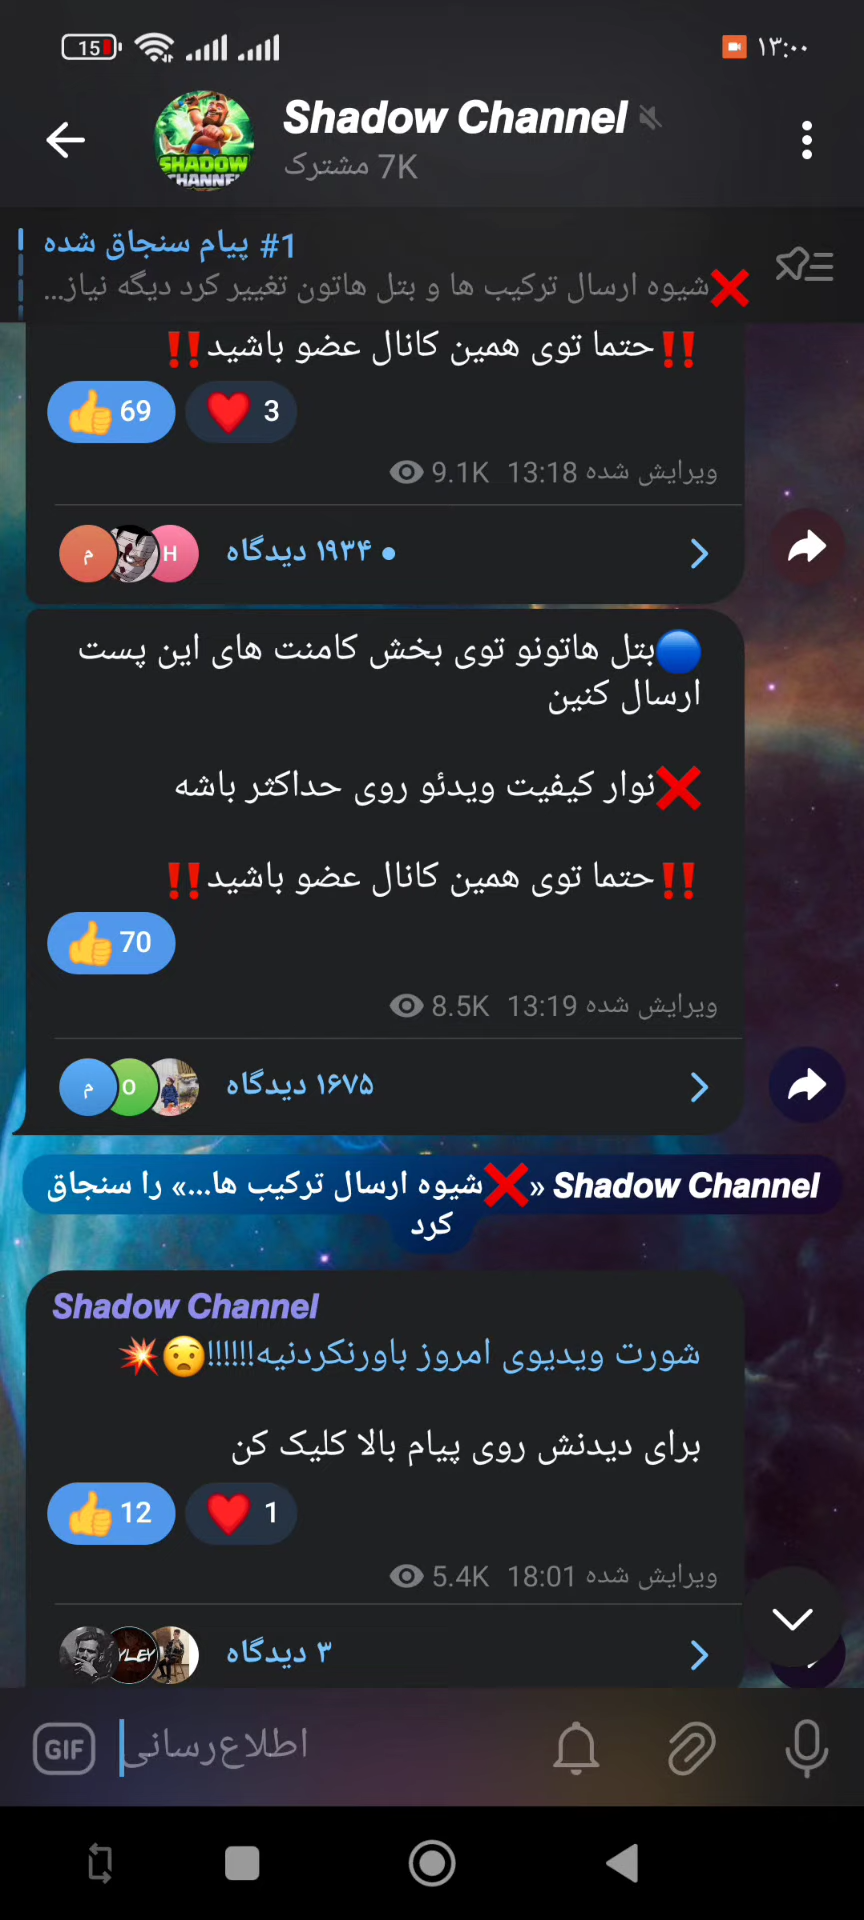 15
۱۳:۰۰
Shadow Channel
7K مشترک
SHADOW
CHANNEL
#1 پیام سنجاق شده
❌شیوه ارسال ترکیب ها و بتل هاتون تغییر کرد دیگه نیاز...
‼️حتما توی همین کانال عضو باشید‼️
👍 69 ❤️ 3
9.1K 13:18 ویرایش شده
م H ۱۹۳۴ دیدگاه
🔵بتل هاتونو توی بخش کامنت های این پست
ارسال کنین
❌نوار کیفیت ویدئو روی حداکثر باشه
‼️حتما توی همین کانال عضو باشید‼️
👍 70
8.5K 13:19 ویرایش شده
م O ۱۶۷۵ دیدگاه
Shadow Channel «❌شیوه ارسال ترکیب ها...» را سنجاق
کرد
Shadow Channel
شورت ویدیوی امروز باورنکردنیه!!!!!!😧💥
برای دیدنش روی پیام بالا کلیک کن
👍 12 ❤️ 1
5.4K 18:01 ویرایش شده
YLEY ۳ دیدگاه
GIF اطلاع‌رسانی